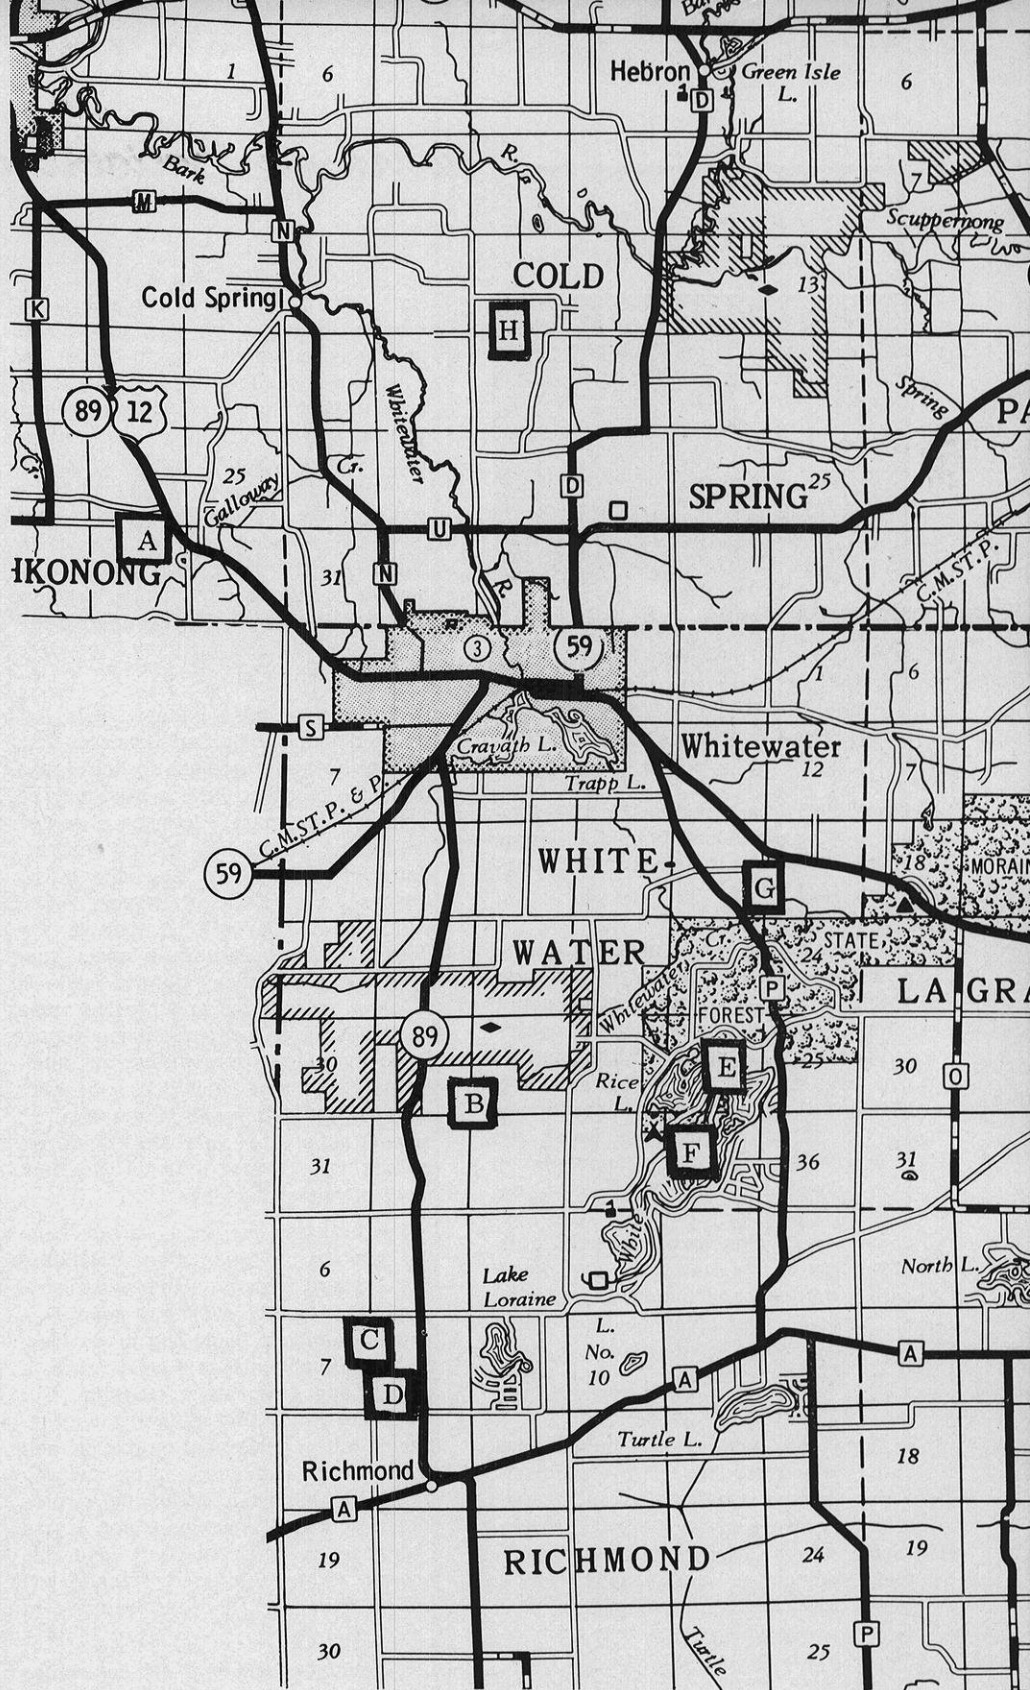 Hebron
Green Isle
L.
1
6
6
D
Bark
R.
M
N
7
Scuppernong
COLD
13
Cold Spring
K
H
89
12
Whitewater
Spring
PA
G.
25
Galloway
C.
D
SPRING
25
A
U
IKONONG
31
N
R.
C.M.ST.P.
3
59
1
6
S
Cravath L.
Whitewater
7
12
7
Trapp L.
C.M.ST.P. & P.
59
WHITE-
18
MORAIN
G
WATER
C.
STATE
24
Whitewater
P
LA GRA
FOREST
89
30
E
25
30
O
Rice
L.
B
F
31
36
31
White
6
Lake
Loraine
North L.
C
7
L.
No.
10
A
A
D
Turtle L.
Richmond
18
A
19
RICHMOND
24
19
30
Turtle
25
P